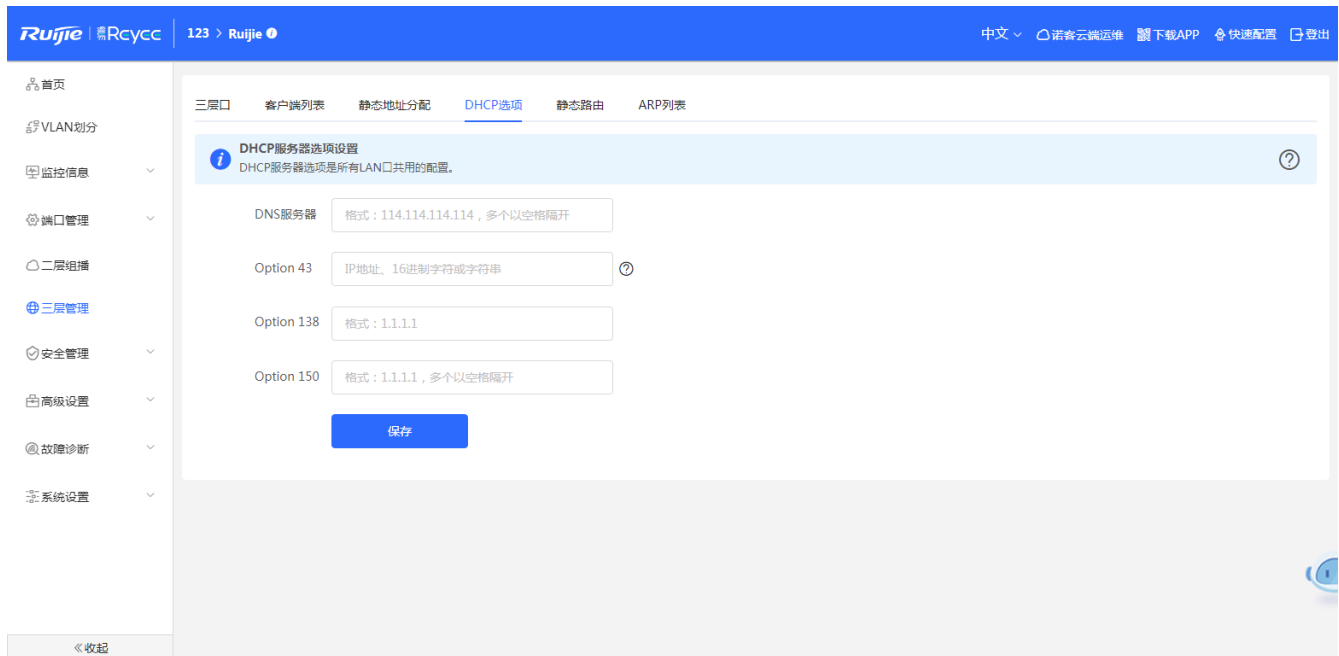 Ruijie | 睿易Rcycc 123 > Ruijie
中文 诺客云端运维 下载APP 快速配置 登出
首页
VLAN划分
监控信息
端口管理
二层组播
三层管理
安全管理
高级设置
故障诊断
系统设置
《收起
三层口 客户端列表 静态地址分配 DHCP选项 静态路由 ARP列表
DHCP服务器选项设置
DHCP服务器选项是所有LAN口共用的配置。
DNS服务器 格式：114.114.114.114，多个以空格隔开
Option 43 IP地址、16进制字符或字符串
Option 138 格式：1.1.1.1
Option 150 格式：1.1.1.1，多个以空格隔开
保存